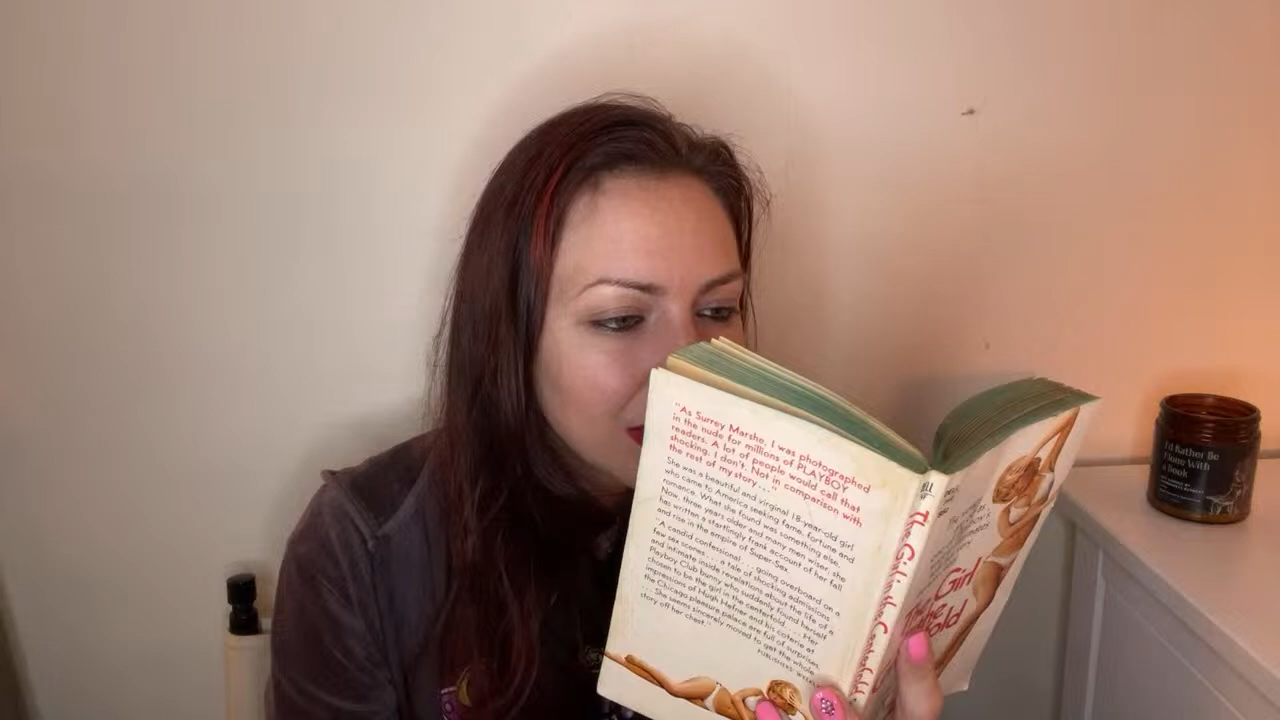 "As Surrey Marshe, I was photographed
in the nude for millions of PLAYBOY
readers. A lot of people would call that
shocking. I don't. Not in comparison with
the rest of my story . . ."
She was a beautiful and virginal 18-year-old girl
who came to America seeking fame, fortune and
romance. What she found was something else.
Now, three years older and many men wiser, she
has written a startlingly frank account of her fall
and rise in the empire of Super-Sex.
"A candid confessional . . . going overboard on a
few sex scenes . . . a tale of shocking admissions
and intimate inside revelations about the life of a
Playboy Club bunny who suddenly found herself
chosen to be the girl in the centerfold . . . Her
impressions of Hugh Hefner and his coterie at
the Chicago pleasure palace are full of surprises.
. . . She seems sincerely moved to get the whole
story off her chest."
PUBLISHERS' WEEKLY
The Girl in the Centerfold
Girl
I'd Rather Be
Alone With
a Book